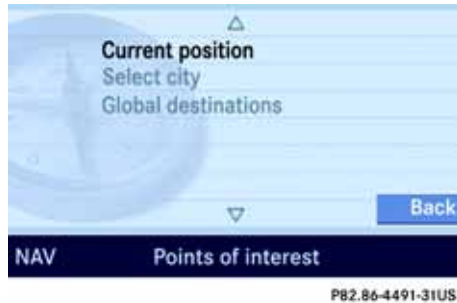 Current position
Select city
Global destinations
Back
NAV Points of interest
P82.86-4491-31US